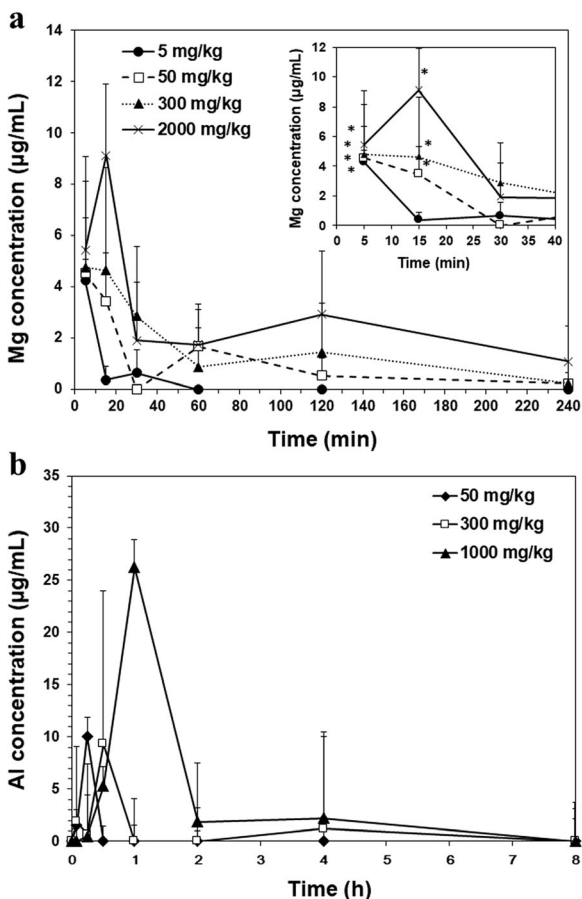 a
14
12
10
8
6
4
2
0
Mg concentration (µg/mL)
5 mg/kg
50 mg/kg
300 mg/kg
2000 mg/kg
0 20 40 60 80 100 120 140 160 180 200 220 240
Time (min)
12
10
8
6
4
2
0
Mg concentration (µg/mL)
*
*
*
*
*
*
*
0 5 10 15 20 25 30 35 40
Time (min)
b
35
30
25
20
15
10
5
0
Al concentration (µg/mL)
50 mg/kg
300 mg/kg
1000 mg/kg
0 1 2 3 4 5 6 7 8
Time (h)